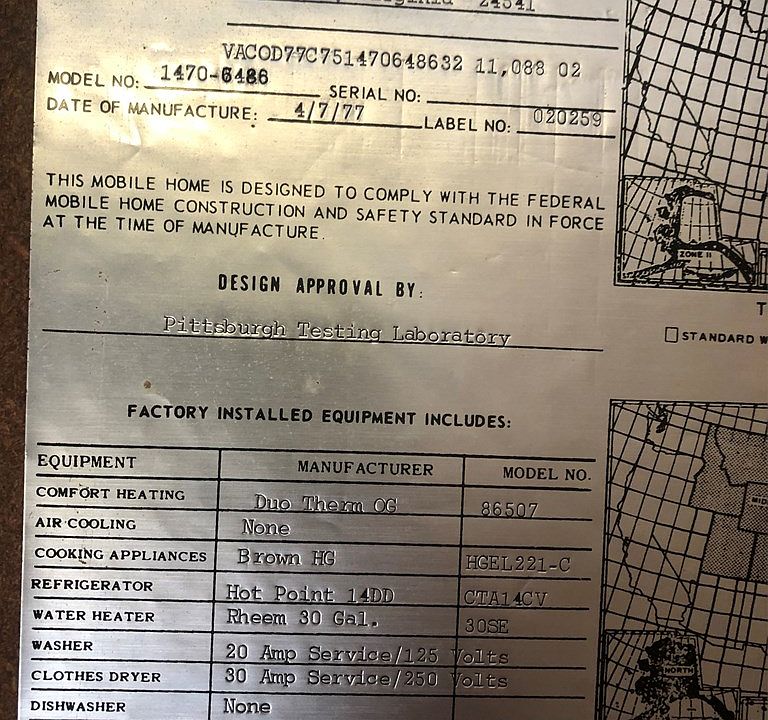 24541
VACOD77C751470648632 11,088 02
MODEL NO: 1470-6486 SERIAL NO:
DATE OF MANUFACTURE: 4/7/77 LABEL NO: 020259
THIS MOBILE HOME IS DESIGNED TO COMPLY WITH THE FEDERAL
MOBILE HOME CONSTRUCTION AND SAFETY STANDARD IN FORCE
AT THE TIME OF MANUFACTURE.
ZONE II
DESIGN APPROVAL BY:
Pittsburgh Testing Laboratory
STANDARD
FACTORY INSTALLED EQUIPMENT INCLUDES:
EQUIPMENT MANUFACTURER MODEL NO.
COMFORT HEATING Duo Therm OG 86507
AIR COOLING None
COOKING APPLIANCES Brown HG HGEL221-C
REFRIGERATOR Hot Point 14DD CTA14CV
WATER HEATER Rheem 30 Gal. 30SE
WASHER 20 Amp Service/125 Volts
CLOTHES DRYER 30 Amp Service/250 Volts
DISHWASHER None
NORTH